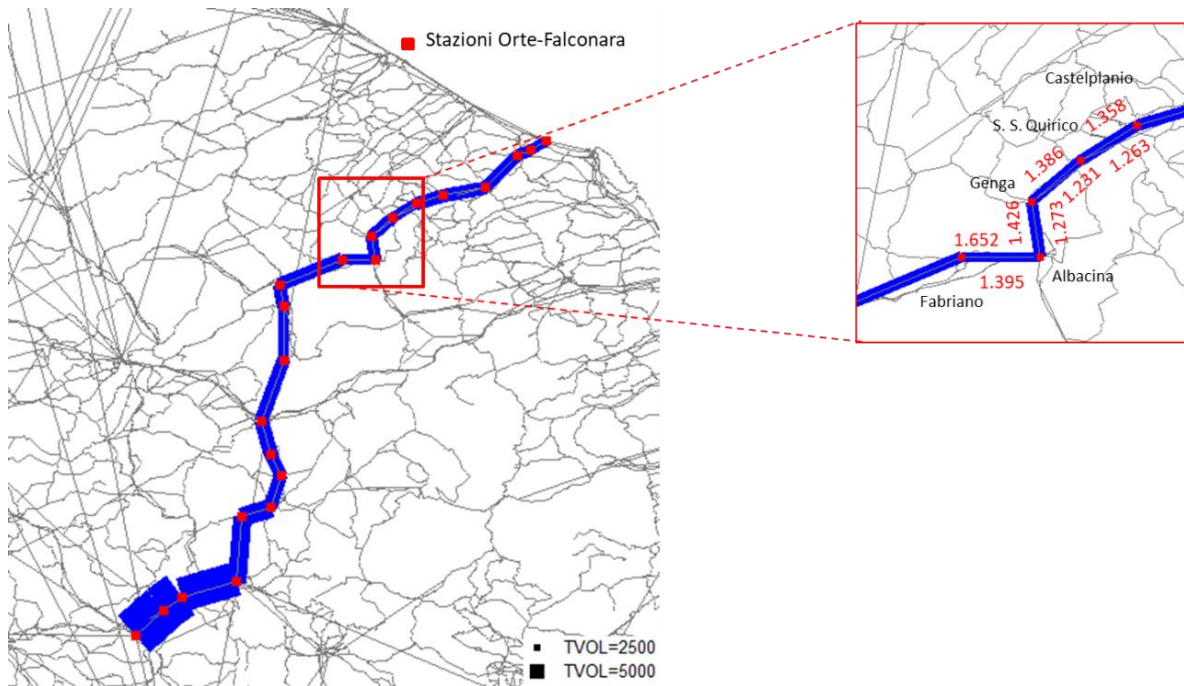 Stazioni Orte-Falconara
TVOL=2500
TVOL=5000
Castelplanio
1.358
S. S. Quirico
1.263
1.386
1.231
Genga
1.426
1.273
1.652
Albacina
1.395
Fabriano